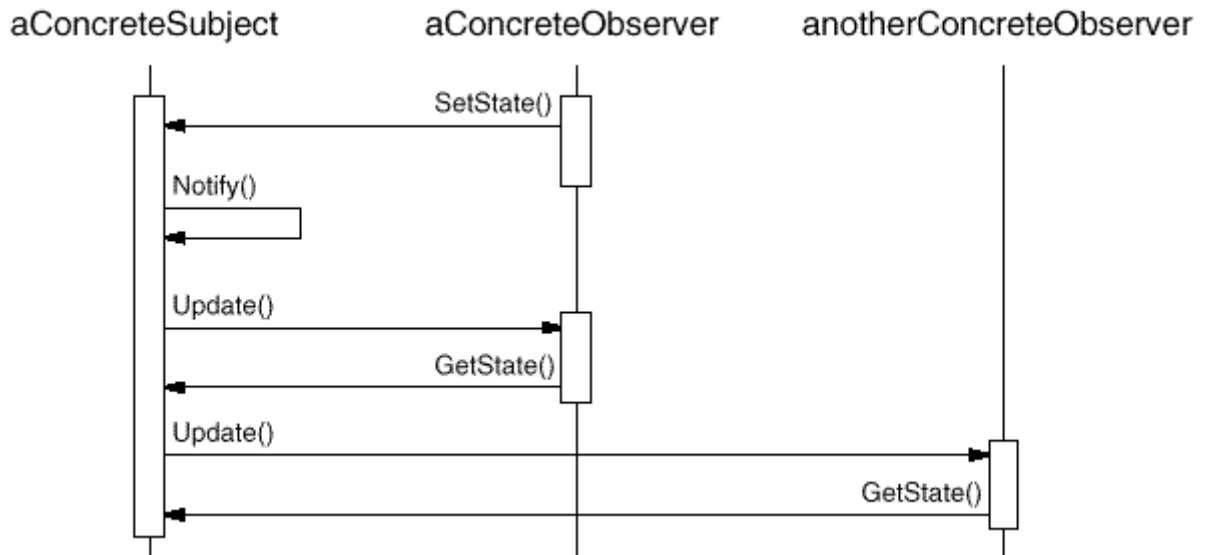 aConcreteSubject aConcreteObserver anotherConcreteObserver
SetState()
Notify()
Update()
GetState()
Update()
GetState()